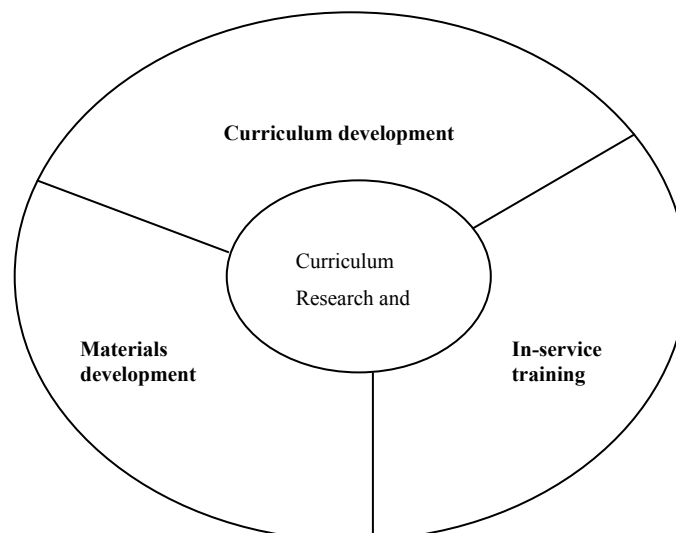 Curriculum development
Curriculum
Research and
Materials
development
In-service
training